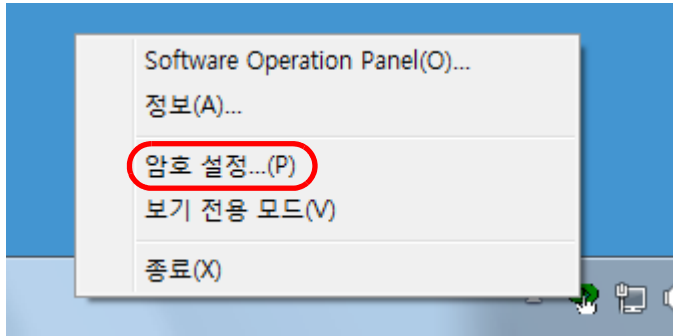 Software Operation Panel(O)...
정보(A)...
암호 설정...(P)
보기 전용 모드(V)
종료(X)